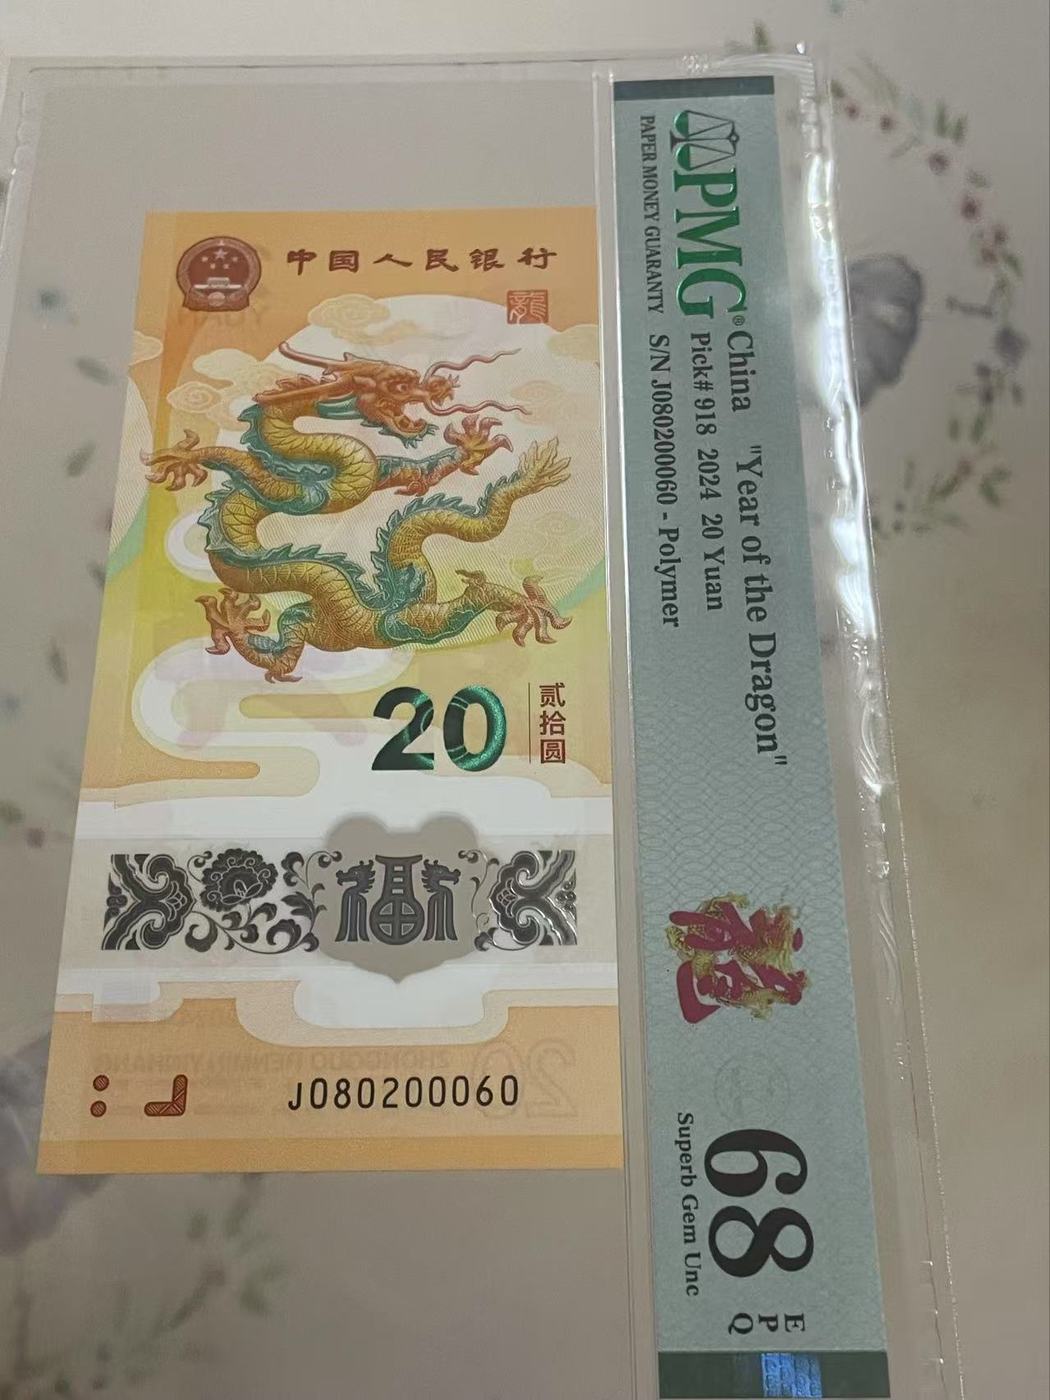 中国人民银行
龍
20
贰拾圆
福
J080200060
PMG®
PAPER MONEY GUARANTY
China "Year of the Dragon"
Pick# 918 2024 20 Yuan
S/N J080200060 - Polymer
68
Superb Gem Unc
E
P
Q